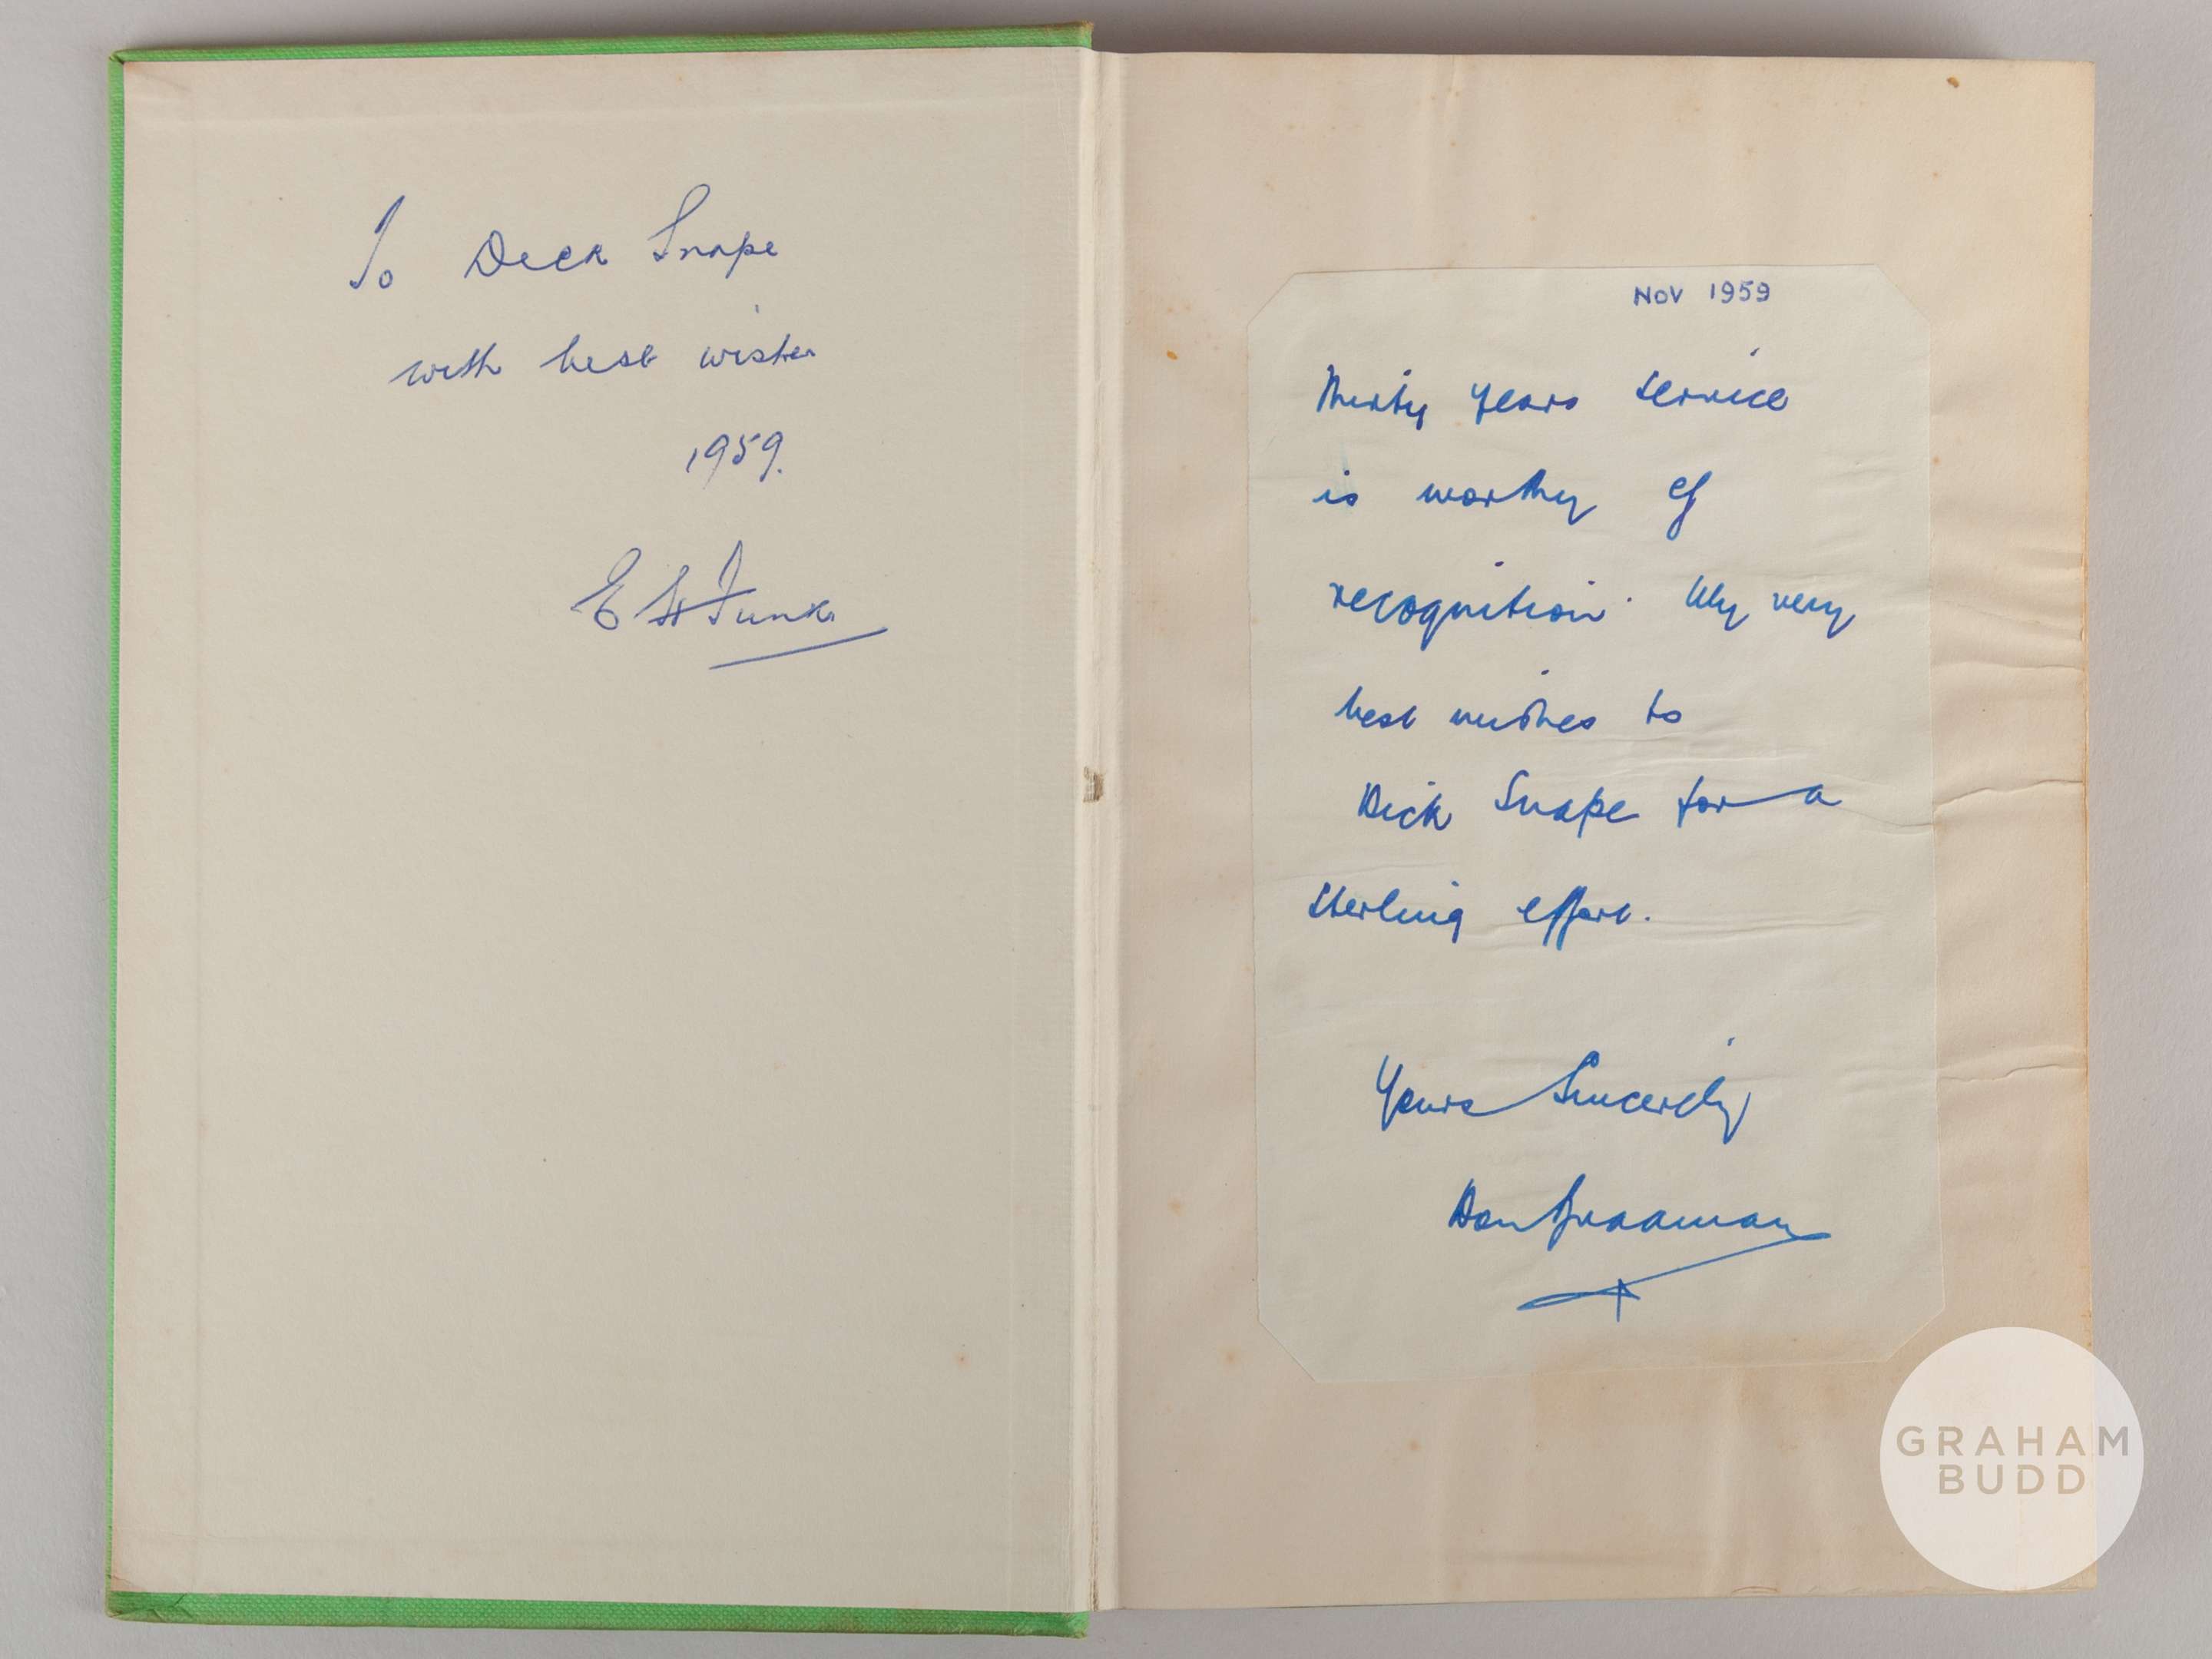 To Dick Snape
with best wishes
1959.
E W Funk
NOV 1959
Thirty years service
is worthy of
recognition. My very
best wishes to
Dick Snape for a
sterling effort.
Yours Sincerely
Don Bradman
GRAHAM
BUDD